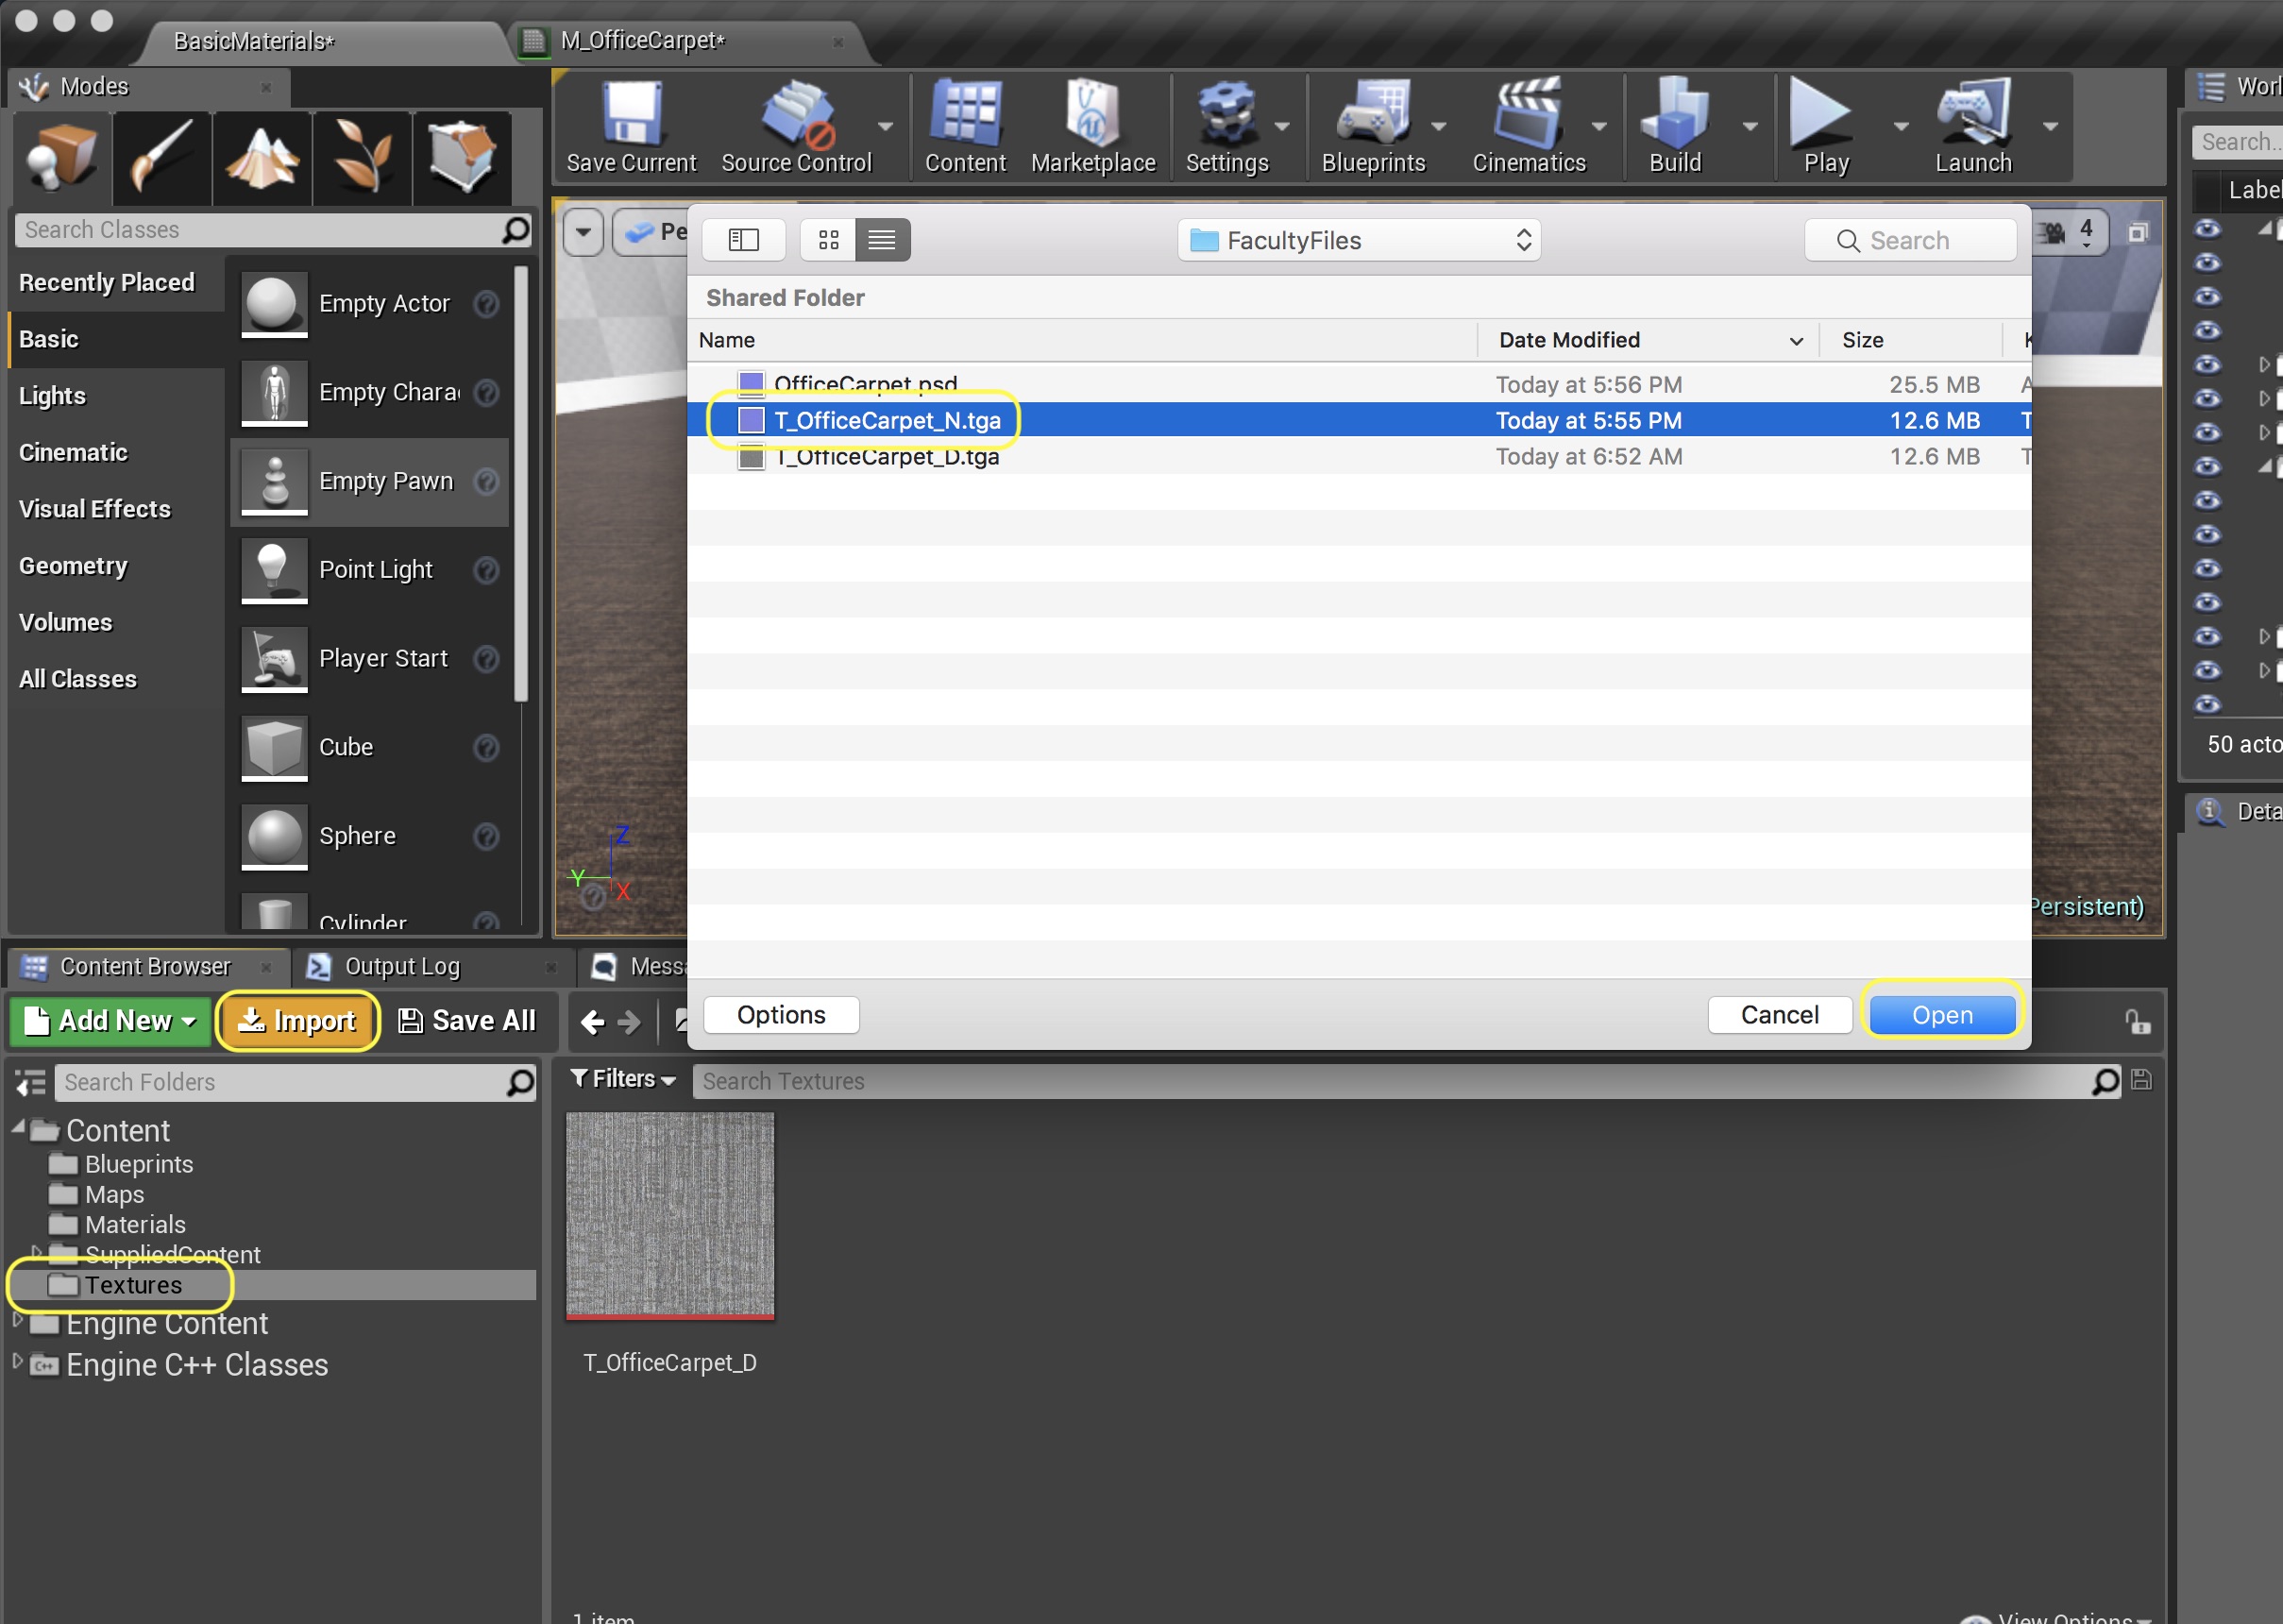 BasicMaterials*
M_OfficeCarpet*
Modes
Save Current
Source Control
Content
Marketplace
Settings
Blueprints
Cinematics
Build
Play
Launch
Search...
Search Classes
Recently Placed
Basic
Lights
Cinematic
Visual Effects
Geometry
Volumes
All Classes
Empty Actor
Empty Chara
Empty Pawn
Point Light
Player Start
Cube
Sphere
Cylinder
Pe
4
FacultyFiles
Search
Shared Folder
Name
Date Modified
Size
OfficeCarpet.psd
Today at 5:56 PM
25.5 MB
A
T_OfficeCarpet_N.tga
Today at 5:55 PM
12.6 MB
T
T_OfficeCarpet_D.tga
Today at 6:52 AM
12.6 MB
T
Options
Cancel
Open
Z
Y
X
Persistent)
Worl
Label
50 acto
Deta
Content Browser
Output Log
Messa
Add New
Import
Save All
Search Folders
Filters
Search Textures
Content
Blueprints
Maps
Materials
SuppliedContent
Textures
Engine Content
C++
Engine C++ Classes
T_OfficeCarpet_D
1 item
View Options